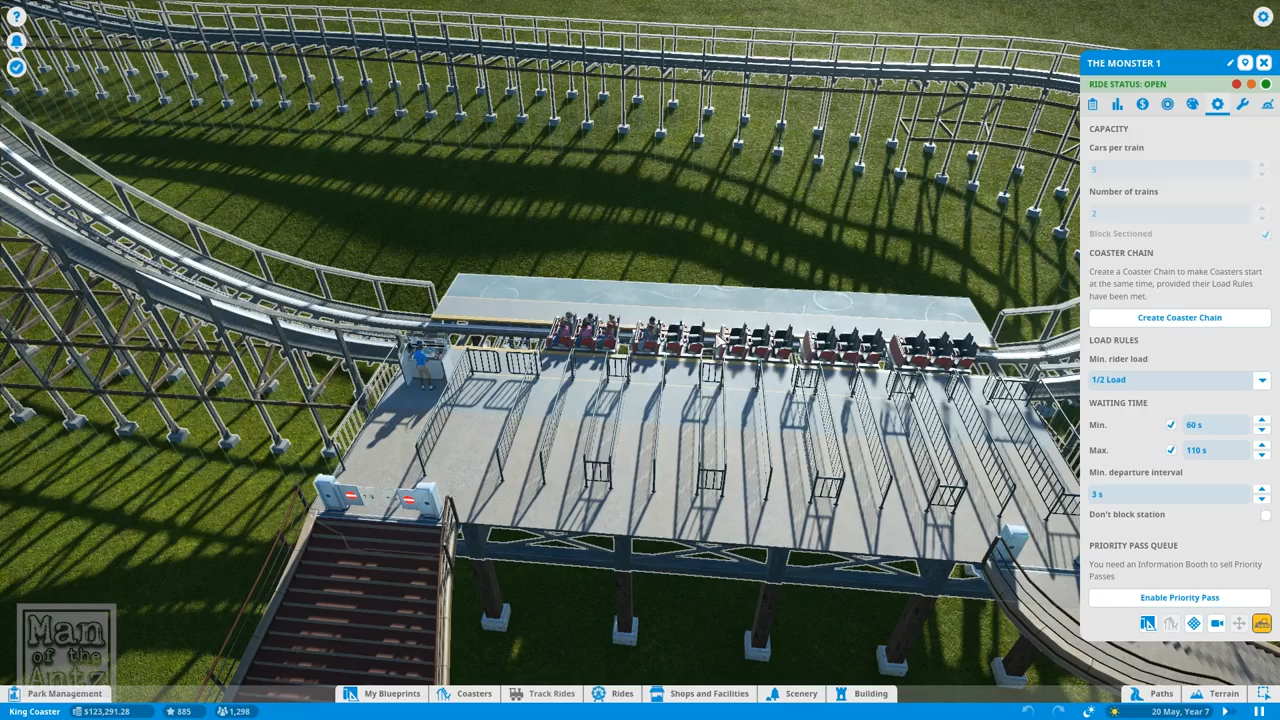 THE MONSTER 1
RIDE STATUS: OPEN
CAPACITY
Cars per train
5
Number of trains
2
Block Sectioned
COASTER CHAIN
Create a Coaster Chain to make Coasters start
at the same time, provided their Load Rules
have been met.
Create Coaster Chain
LOAD RULES
Min. rider load
1/2 Load
WAITING TIME
Min. 60 s
Max. 110 s
Min. departure interval
3 s
Don't block station
PRIORITY PASS QUEUE
You need an Information Booth to sell Priority
Passes
Enable Priority Pass
Man
of the
Antz
Park Management My Blueprints Coasters Track Rides Rides Shops and Facilities Scenery Building Paths Terrain
King Coaster $123,291.28 885 1,298 20 May, Year 7